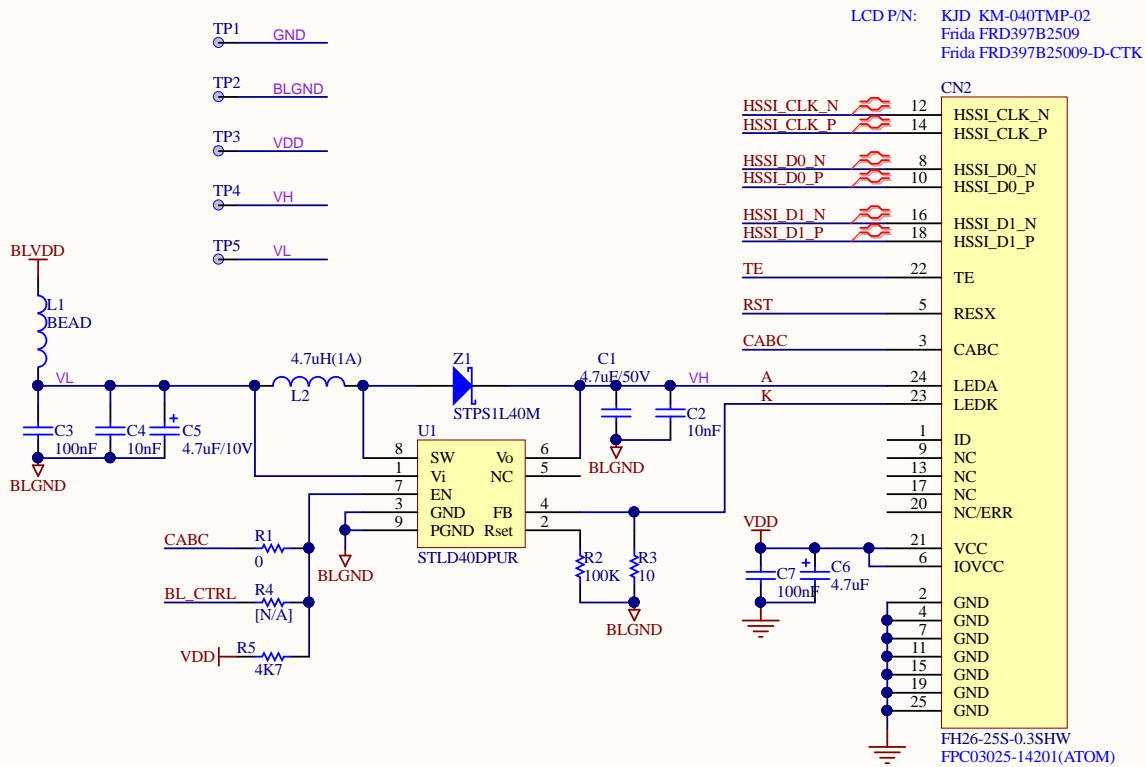 LCD P/N: KJD KM-040TMP-02
Frida FRD397B2509
Frida FRD397B25009-D-CTK
TP1 GND
TP2 BLGND
TP3 VDD
TP4 VH
TP5 VL
CN2
HSSI_CLK_N 12 HSSI_CLK_N
HSSI_CLK_P 14 HSSI_CLK_P
HSSI_D0_N 8 HSSI_D0_N
HSSI_D0_P 10 HSSI_D0_P
HSSI_D1_N 16 HSSI_D1_N
HSSI_D1_P 18 HSSI_D1_P
TE 22 TE
RST 5 RESX
CABC 3 CABC
A 24 LEDA
K 23 LEDK
1 ID
9 NC
13 NC
17 NC
20 NC/ERR
21 VCC
6 IOVCC
2 GND
4 GND
7 GND
11 GND
15 GND
19 GND
25 GND
FH26-25S-0.3SHW
FPC03025-14201(ATOM)
BLVDD
L1
BEAD
VL
4.7uH(1A)
L2
Z1
STPS1L40M
C1
4.7uF/50V
VH
C2
10nF
BLGND
C3
100nF
C4
10nF
C5
4.7uF/10V
+
BLGND
U1
8 SW Vo 6
1 Vi NC 5
7 EN
3 GND FB 4
9 PGND Rset 2
STLD40DPUR
BLGND
CABC R1
0
BL_CTRL R4
[N/A]
VDD R5
4K7
R2
100K
R3
10
BLGND
VDD
C7
100nF
+
C6
4.7uF